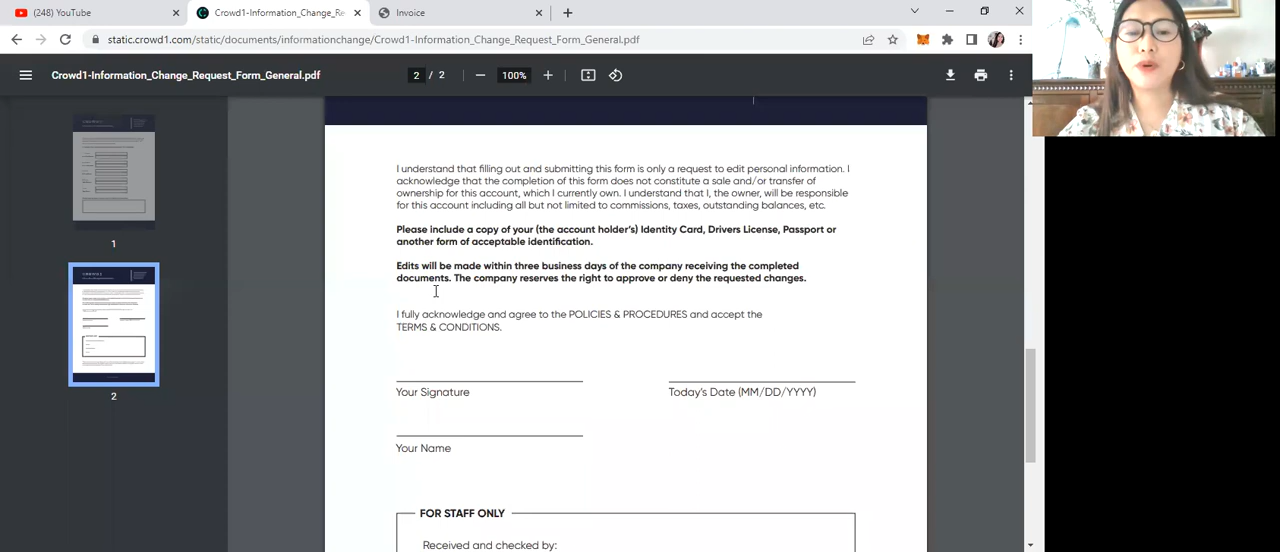 (248) YouTube
Crowd1-Information_Change_Re
Invoice
static.crowd1.com/static/documents/informationchange/Crowd1-Information_Change_Request_Form_General.pdf
Crowd1-Information_Change_Request_Form_General.pdf
2 / 2
100%
I understand that filling out and submitting this form is only a request to edit personal information. I
acknowledge that the completion of this form does not constitute a sale and/or transfer of
ownership for this account, which I currently own. I understand that I, the owner, will be responsible
for this account including all but not limited to commissions, taxes, outstanding balances, etc.
Please include a copy of your (the account holder's) Identity Card, Drivers License, Passport or
another form of acceptable identification.
Edits will be made within three business days of the company receiving the completed
documents. The company reserves the right to approve or deny the requested changes.
I fully acknowledge and agree to the POLICIES & PROCEDURES and accept the
TERMS & CONDITIONS.
Your Signature
Today's Date (MM/DD/YYYY)
Your Name
FOR STAFF ONLY
Received and checked by:
1
2